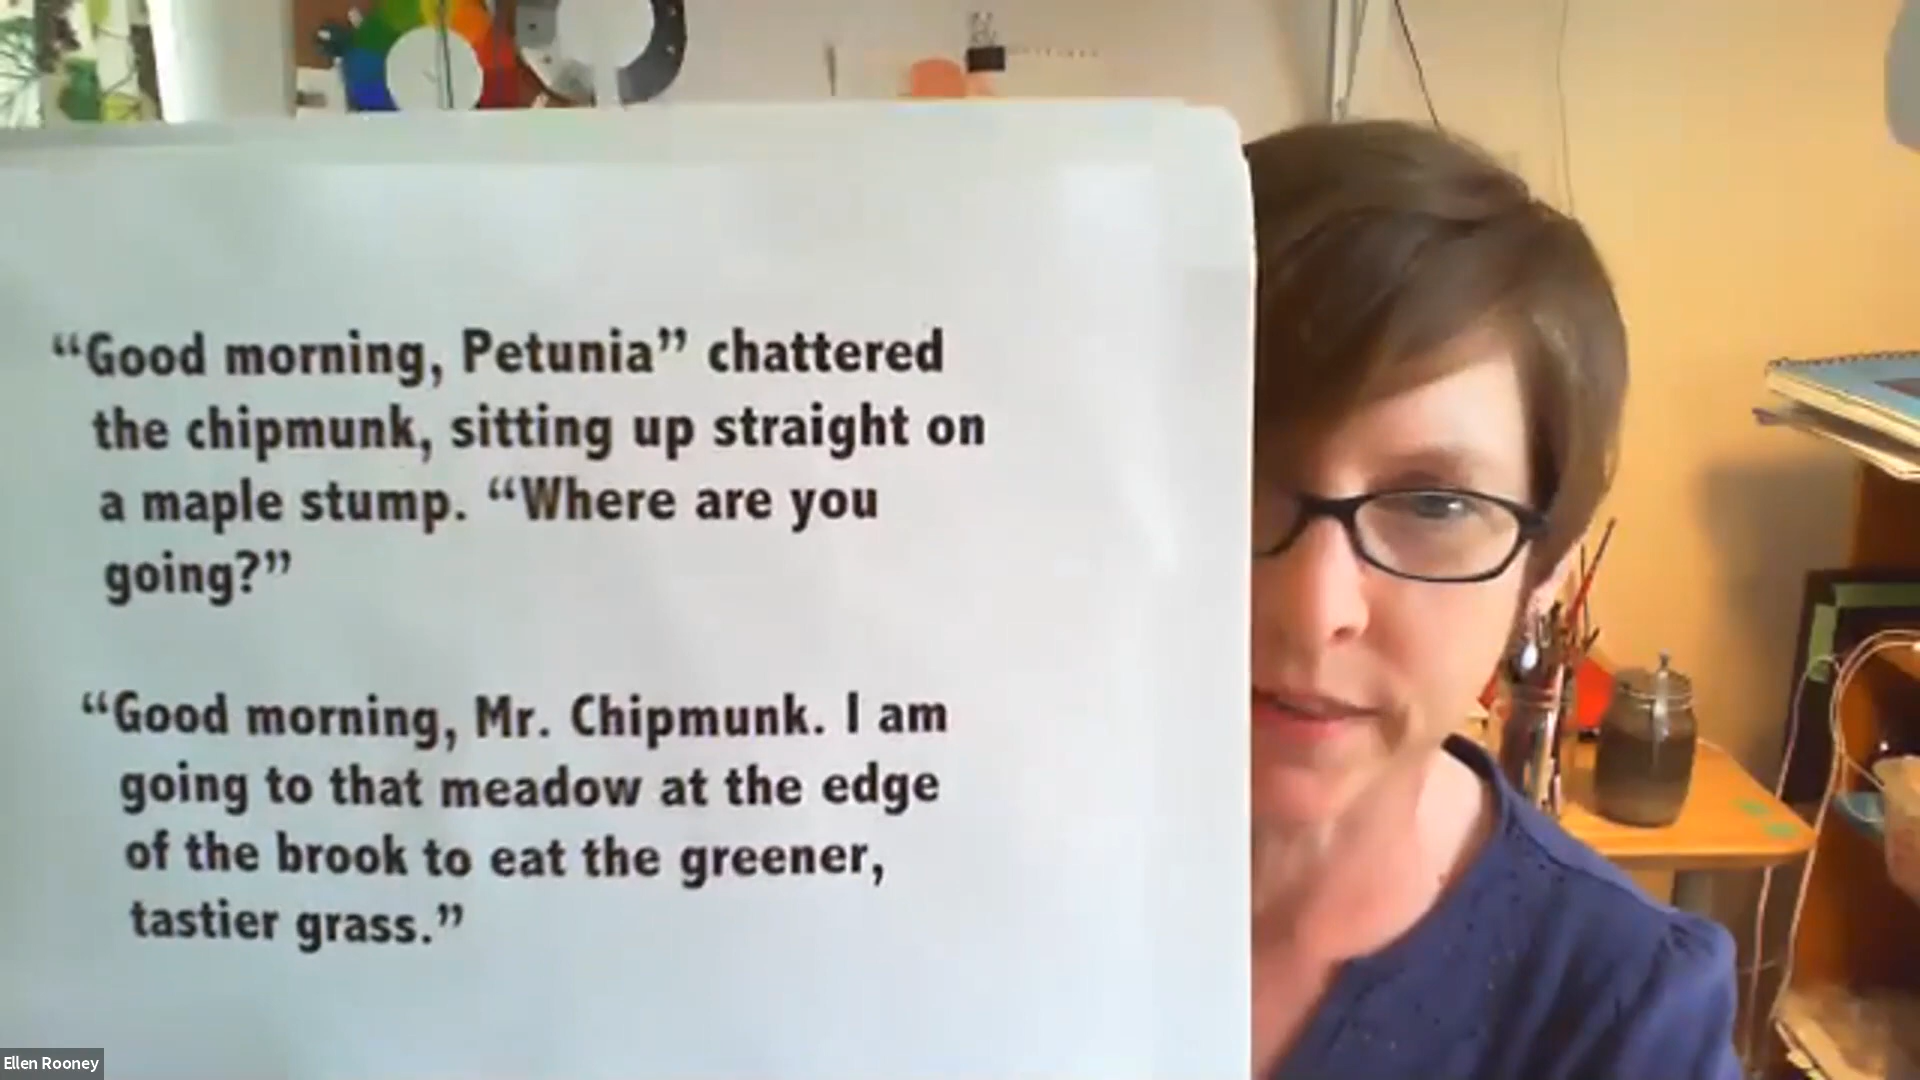 “Good morning, Petunia” chattered
the chipmunk, sitting up straight on
a maple stump. “Where are you
going?”
“Good morning, Mr. Chipmunk. I am
going to that meadow at the edge
of the brook to eat the greener,
tastier grass.”
Ellen Rooney